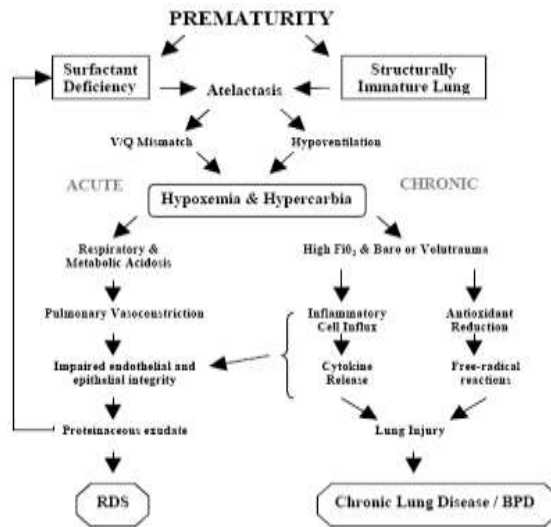 PREMATURITY
Surfactant
Deficiency
Structurally
Immature Lung
Atelactasis
V/Q Mismatch
Hypoventilation
ACUTE
CHRONIC
Hypoxemia & Hypercarbia
Respiratory &
Metabolic Acidosis
High Fi0₂ & Baro or Volutrauma
Pulmonary Vasoconstriction
Inflammatory
Cell Influx
Antioxidant
Reduction
Impaired endothelial and
epithelial integrity
Cytokine
Release
Free-radical
reactions
Proteinaceous exudate
Lung Injury
RDS
Chronic Lung Disease / BPD